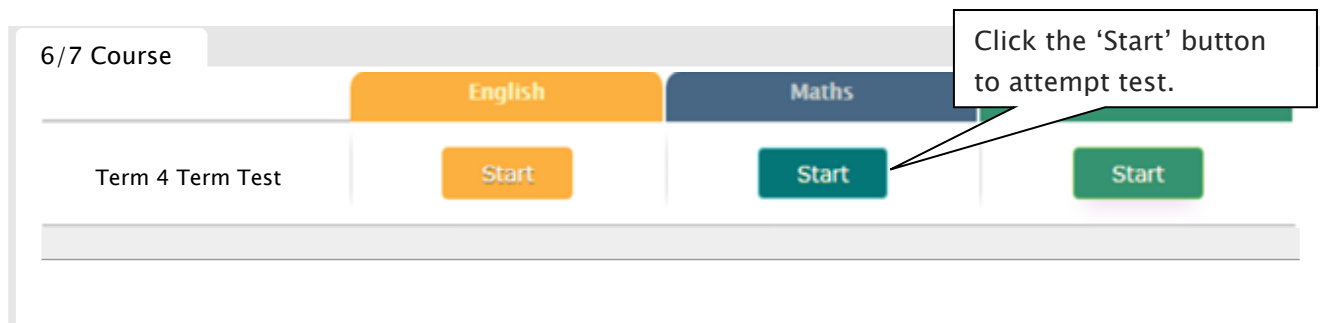 6/7 Course
Click the ‘Start’ button
to attempt test.
English
Maths
Term 4 Term Test
Start
Start
Start